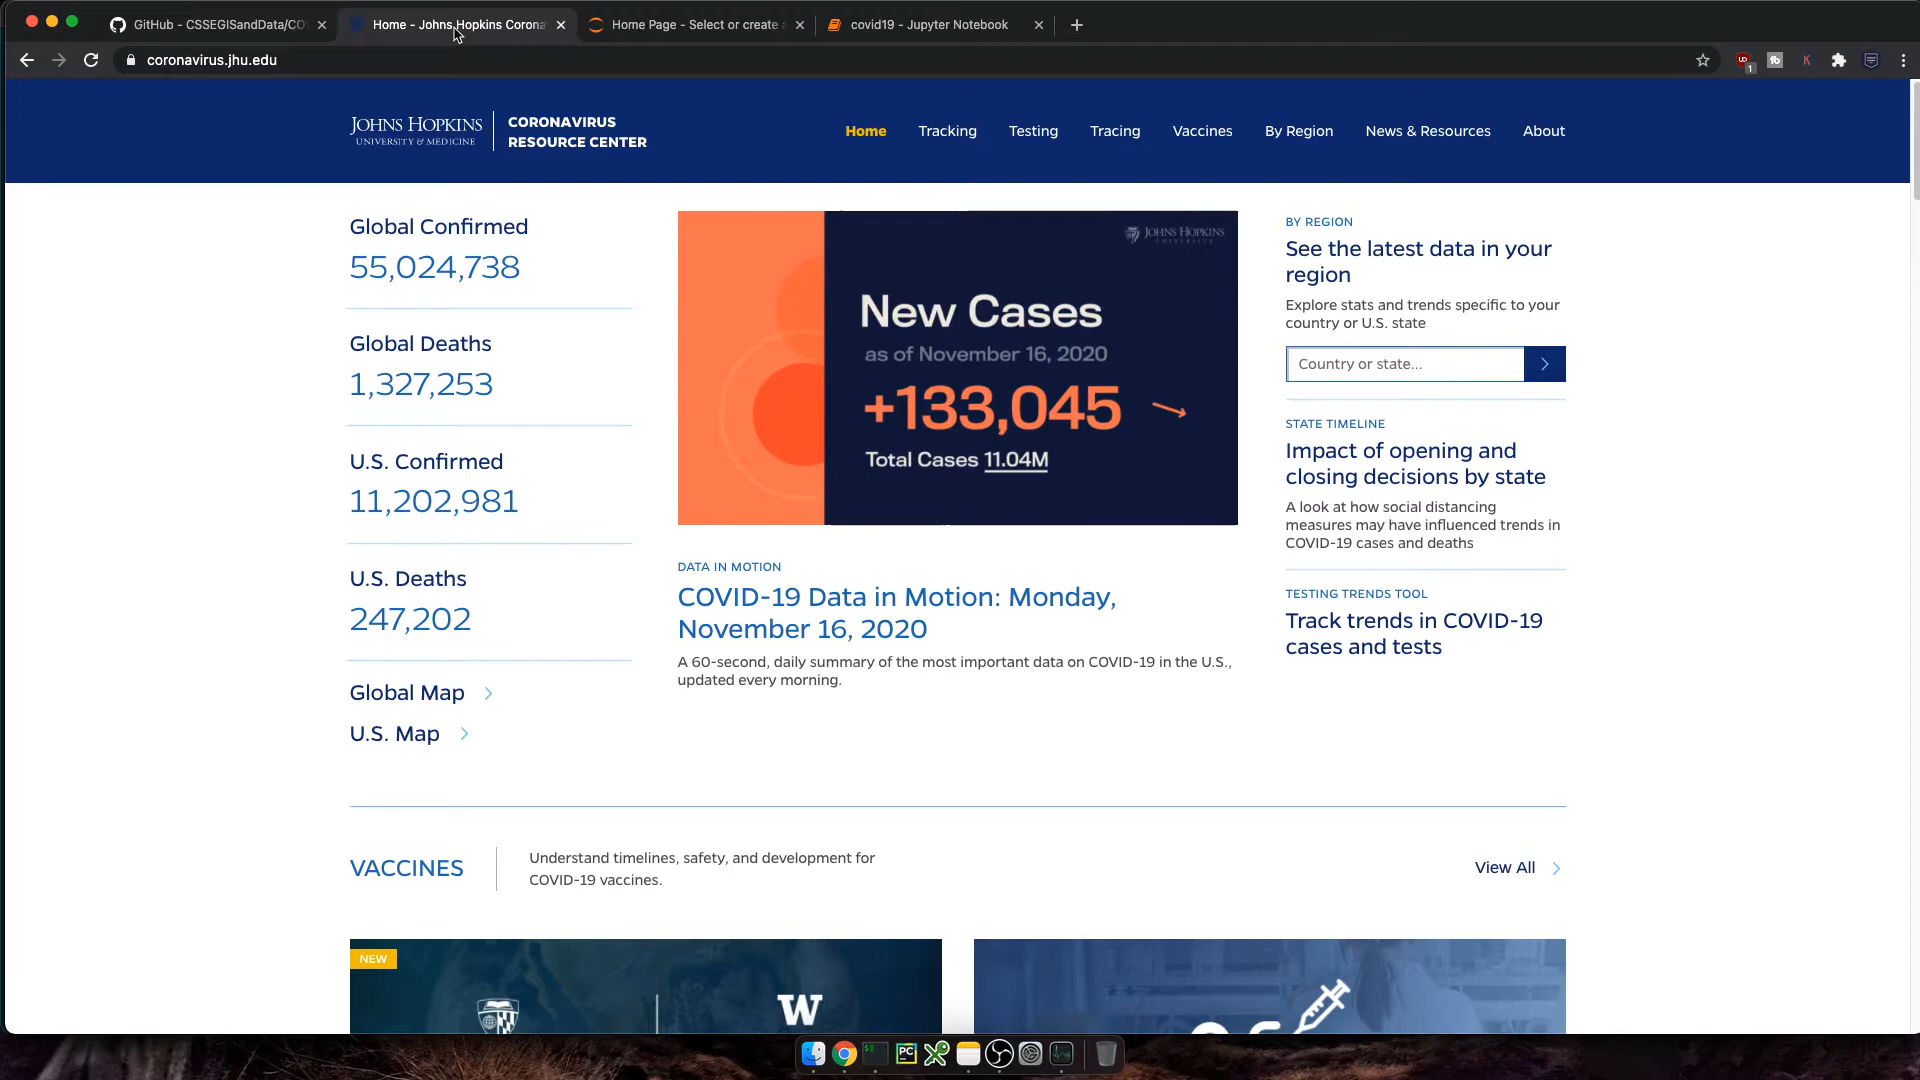 GitHub - CSSEGISandData/CO
Home - Johns Hopkins Corona
Home Page - Select or create a
covid19 - Jupyter Notebook
coronavirus.jhu.edu
JOHNS HOPKINS
UNIVERSITY & MEDICINE
CORONAVIRUS
RESOURCE CENTER
Home
Tracking
Testing
Tracing
Vaccines
By Region
News & Resources
About
Global Confirmed
55,024,738
Global Deaths
1,327,253
U.S. Confirmed
11,202,981
U.S. Deaths
247,202
Global Map
U.S. Map
JOHNS HOPKINS
UNIVERSITY
New Cases
as of November 16, 2020
+133,045
Total Cases 11.04M
DATA IN MOTION
COVID-19 Data in Motion: Monday,
November 16, 2020
A 60-second, daily summary of the most important data on COVID-19 in the U.S.,
updated every morning.
BY REGION
See the latest data in your
region
Explore stats and trends specific to your
country or U.S. state
Country or state...
STATE TIMELINE
Impact of opening and
closing decisions by state
A look at how social distancing
measures may have influenced trends in
COVID-19 cases and deaths
TESTING TRENDS TOOL
Track trends in COVID-19
cases and tests
VACCINES
Understand timelines, safety, and development for
COVID-19 vaccines.
View All
NEW
W
PC